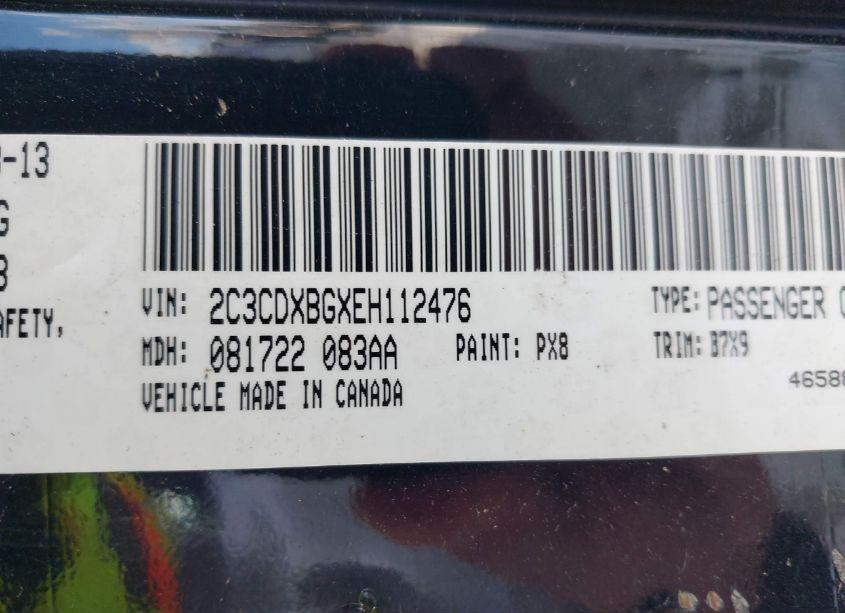 -13
G
AFETY,
VIN: 2C3CDXBGXEH112476
TYPE: PASSENGER
MDH: 081722 083AA
PAINT: PX8
TRIM: B7X9
VEHICLE MADE IN CANADA
4658